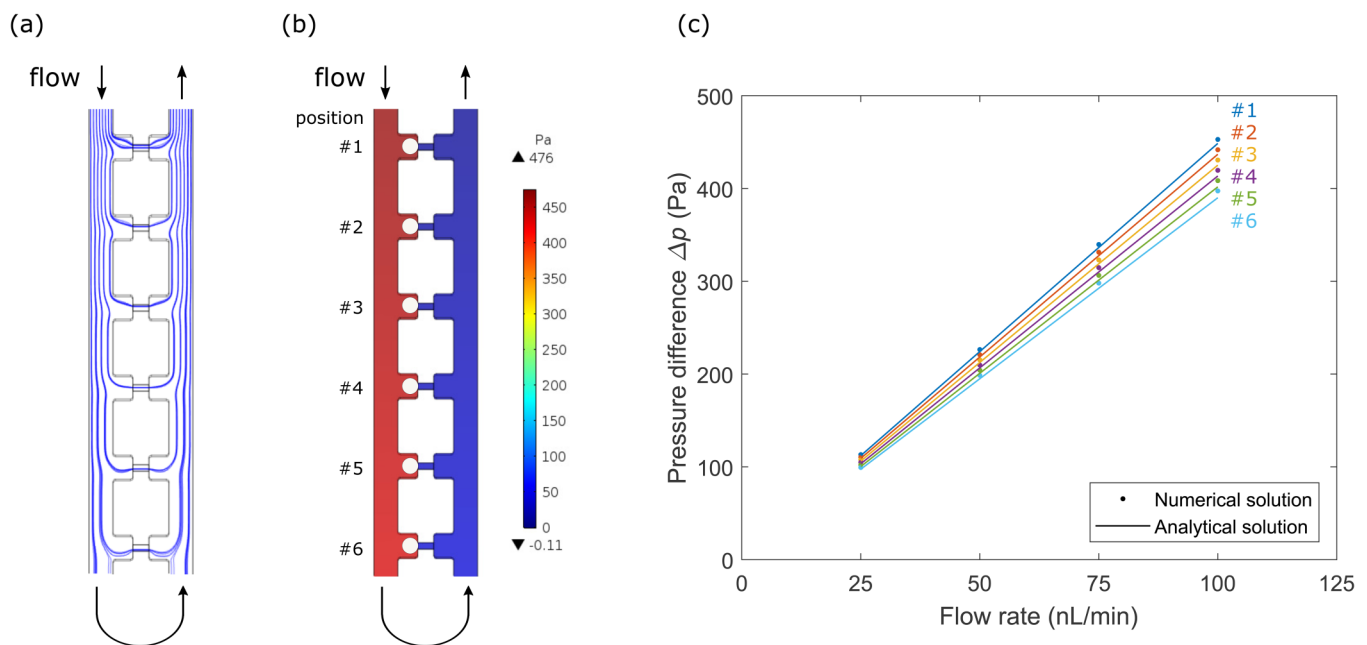 (a)
flow
(b)
flow
position
#1
#2
#3
#4
#5
#6
Pa
▲ 476
450
400
350
300
250
200
150
100
50
0
▼ -0.11
(c)
Pressure difference Δp (Pa)
500
400
300
200
100
0
0 25 50 75 100 125
Flow rate (nL/min)
#1
#2
#3
#4
#5
#6
Numerical solution
Analytical solution